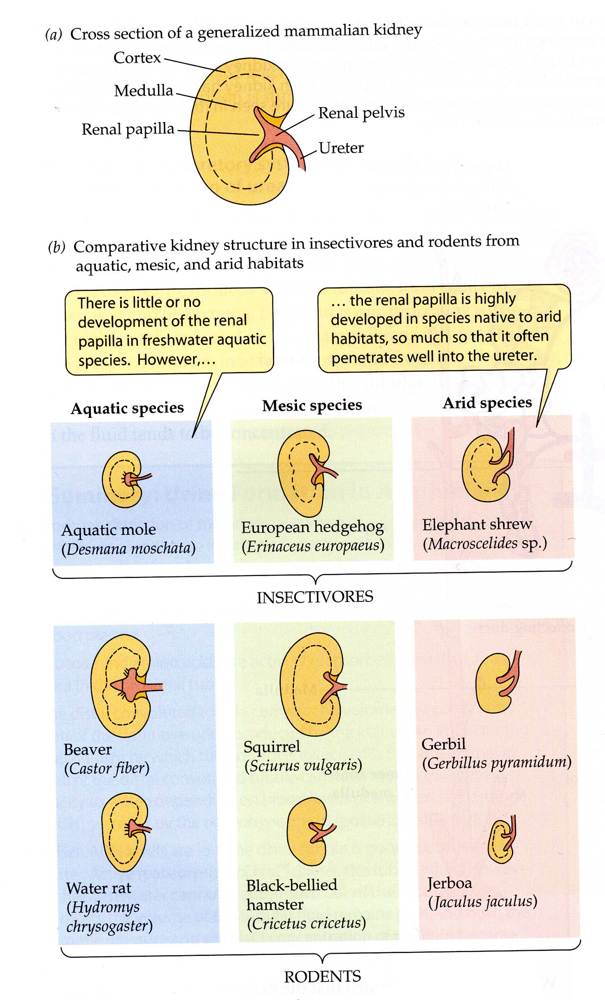 (a) Cross section of a generalized mammalian kidney
Cortex
Medulla
Renal papilla
Renal pelvis
Ureter
(b) Comparative kidney structure in insectivores and rodents from
aquatic, mesic, and arid habitats
There is little or no
development of the renal
papilla in freshwater aquatic
species. However,...
... the renal papilla is highly
developed in species native to arid
habitats, so much so that it often
penetrates well into the ureter.
Aquatic species
Mesic species
Arid species
Aquatic mole
(Desmana moschata)
European hedgehog
(Erinaceus europaeus)
Elephant shrew
(Macroscelides sp.)
INSECTIVORES
Beaver
(Castor fiber)
Squirrel
(Sciurus vulgaris)
Gerbil
(Gerbillus pyramidum)
Water rat
(Hydromys
chrysogaster)
Black-bellied
hamster
(Cricetus cricetus)
Jerboa
(Jaculus jaculus)
RODENTS